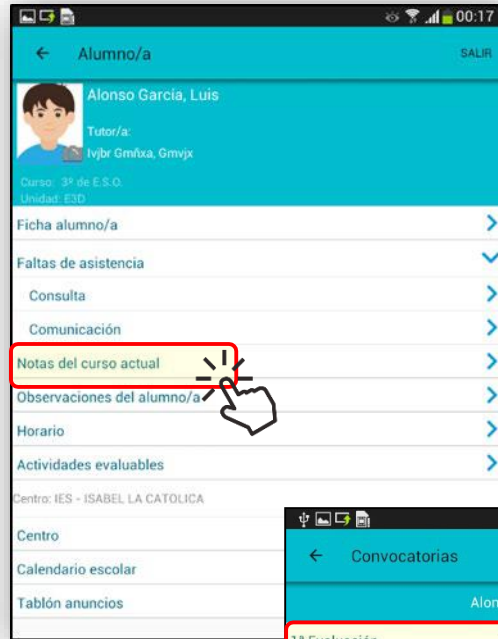 00:17
Alumno/a
SALIR
Alonso García, Luis
Tutor/a:
Ivjbr Gmñxa, Gmvjx
Curso: 3º de E.S.O.
Unidad: E3D
Ficha alumno/a
Faltas de asistencia
Consulta
Comunicación
Notas del curso actual
Observaciones del alumno/a
Horario
Actividades evaluables
Centro: IES - ISABEL LA CATOLICA
Centro
Calendario escolar
Tablón anuncios
Convocatorias
Alon
1ª Evaluación